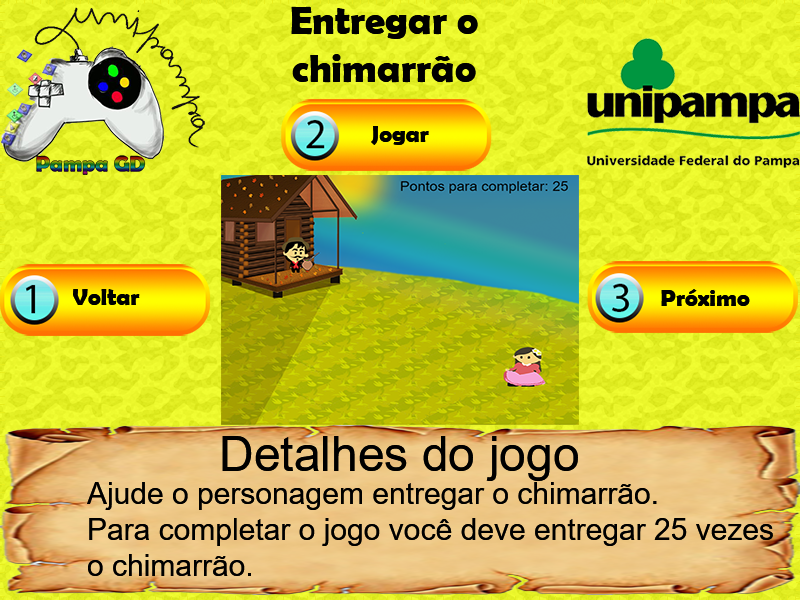 unipampa
Pampa GD
Entregar o
chimarrão
unipampa
Universidade Federal do Pampa
2 Jogar
Pontos para completar: 25
1 Voltar
3 Próximo
Detalhes do jogo
Ajude o personagem entregar o chimarrão.
Para completar o jogo você deve entregar 25 vezes
o chimarrão.